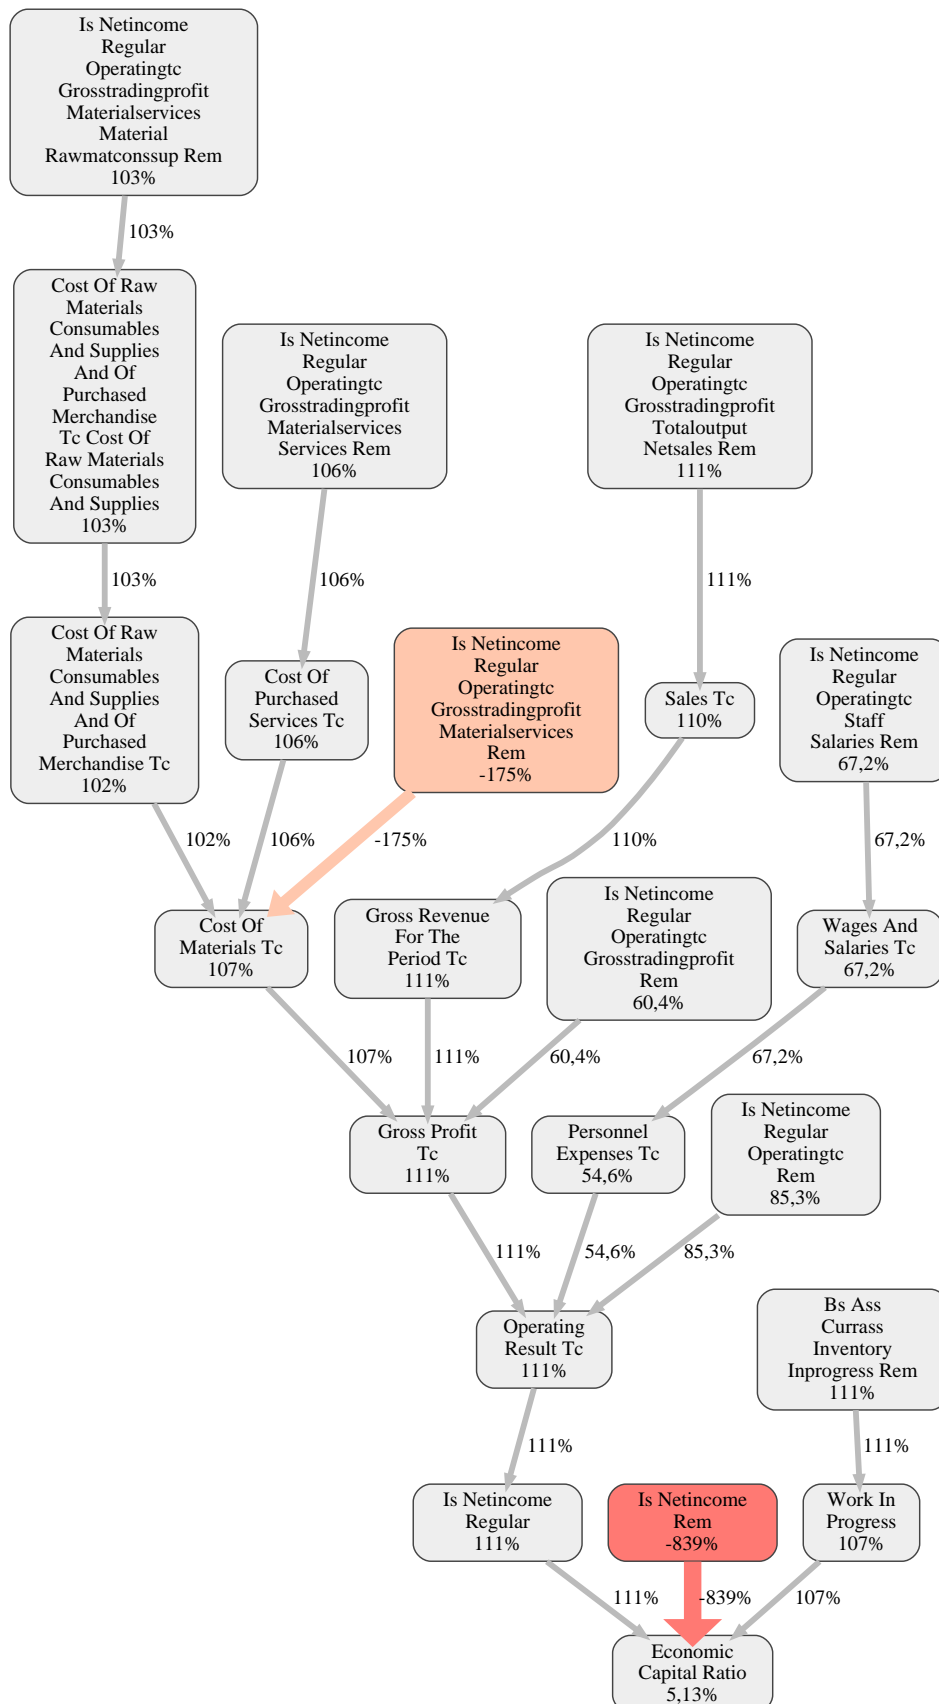 Is Netincome
Regular
Operatingtc
Grosstradingprofit
Materialservices
Material
Rawmatconssup Rem
103%
103%
Cost Of Raw
Materials
Consumables
And Supplies
And Of
Purchased
Merchandise
Tc Cost Of
Raw Materials
Consumables
And Supplies
103%
Is Netincome
Regular
Operatingtc
Grosstradingprofit
Materialservices
Services Rem
106%
Is Netincome
Regular
Operatingtc
Grosstradingprofit
Totaloutput
Netsales Rem
111%
103%
106%
111%
Cost Of Raw
Materials
Consumables
And Supplies
And Of
Purchased
Merchandise Tc
102%
Cost Of
Purchased
Services Tc
106%
Is Netincome
Regular
Operatingtc
Grosstradingprofit
Materialservices
Rem
-175%
Sales Tc
110%
Is Netincome
Regular
Operatingtc
Staff
Salaries Rem
67,2%
102%
106%
-175%
110%
67,2%
Cost Of
Materials Tc
107%
Gross Revenue
For The
Period Tc
111%
Is Netincome
Regular
Operatingtc
Grosstradingprofit
Rem
60,4%
Wages And
Salaries Tc
67,2%
107%
111%
60,4%
67,2%
Gross Profit
Tc
111%
Personnel
Expenses Tc
54,6%
Is Netincome
Regular
Operatingtc
Rem
85,3%
111%
54,6%
85,3%
Operating
Result Tc
111%
Bs Ass
Currass
Inventory
Inprogress Rem
111%
111%
111%
Is Netincome
Regular
111%
Is Netincome
Rem
-839%
Work In
Progress
107%
111%
-839%
107%
Economic
Capital Ratio
5,13%